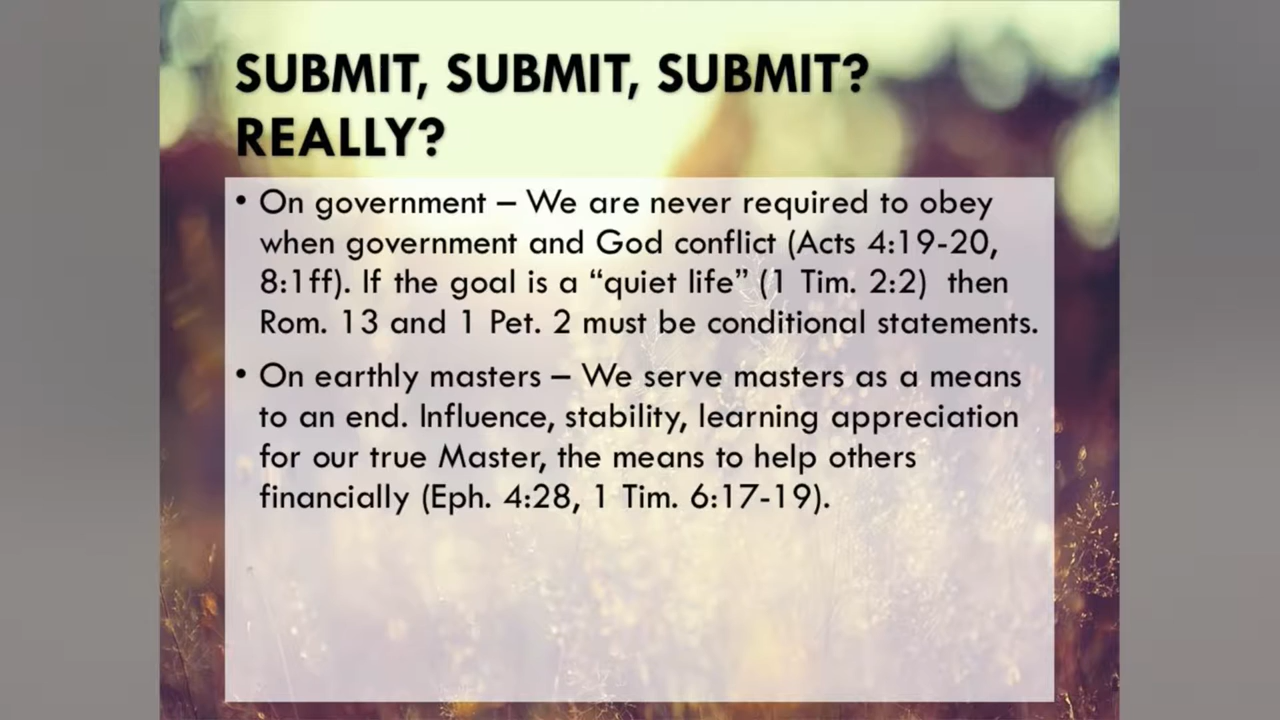 SUBMIT, SUBMIT, SUBMIT?
REALLY?
• On government – We are never required to obey
when government and God conflict (Acts 4:19-20,
8:1ff). If the goal is a “quiet life” (1 Tim. 2:2)  then
Rom. 13 and 1 Pet. 2 must be conditional statements.
• On earthly masters – We serve masters as a means
to an end. Influence, stability, learning appreciation
for our true Master, the means to help others
financially (Eph. 4:28, 1 Tim. 6:17-19).